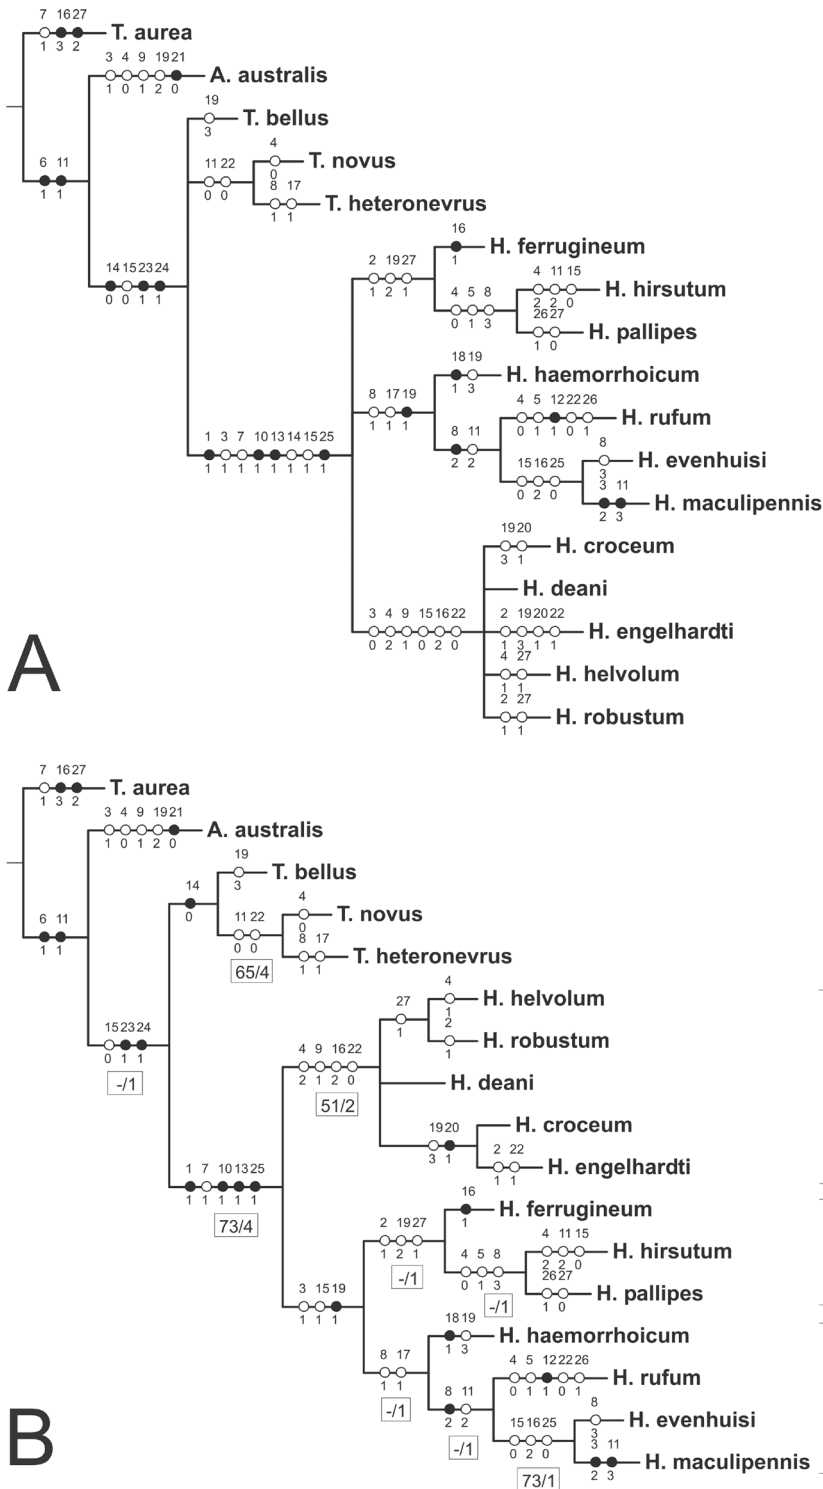 7 16 27
T. aurea
1 3 2
3 4 9 19 21
A. australis
1 0 1 2 0
19
T. bellus
3
6 11
1 1
11 22
0 0
4
T. novus
0
8 17
T. heteronevrus
1 1
14 15 23 24
0 0 1 1
16
H. ferrugineum
1
2 19 27
1 2 1
4 11 15
H. hirsutum
2 2 0
4 5 8
0 1 3
26 27
H. pallipes
1 0
18 19
H. haemorrhoicum
1 3
8 17 19
1 1 1
4 5 12 22 26
H. rufum
0 1 1 0 1
8 11
2 2
1 3 7 10 13 14 15 25
1 1 1 1 1 1 1 1
8
H. evenhuisi
3
15 16 25
0 2 0
3 11
H. maculipennis
2 3
19 20
H. croceum
3 1
H. deani
3 4 9 15 16 22
0 2 1 0 2 0
2 19 20 22
H. engelhardti
1 3 1 1
4 27
H. helvolum
1 1
2 27
H. robustum
1 1
A
7 16 27
T. aurea
1 3 2
3 4 9 19 21
A. australis
1 0 1 2 0
19
T. bellus
3
14
0
6 11
1 1
11 22
0 0
65/4
4
T. novus
0
8 17
T. heteronevrus
1 1
15 23 24
0 1 1
-/1
4
H. helvolum
1
27
1
2
H. robustum
1
4 9 16 22
2 1 2 0
51/2
H. deani
19 20
3 1
H. croceum
2 22
H. engelhardti
1 1
1 7 10 13 25
1 1 1 1 1
73/4
16
H. ferrugineum
1
2 19 27
1 2 1
-/1
4 11 15
H. hirsutum
2 2 0
4 5 8
0 1 3
-/1
26 27
H. pallipes
1 0
3 15 19
1 1 1
18 19
H. haemorrhoicum
1 3
8 17
1 1
-/1
4 5 12 22 26
H. rufum
0 1 1 0 1
8 11
2 2
-/1
8
H. evenhuisi
3
15 16 25
0 2 0
73/1
3 11
H. maculipennis
2 3
B